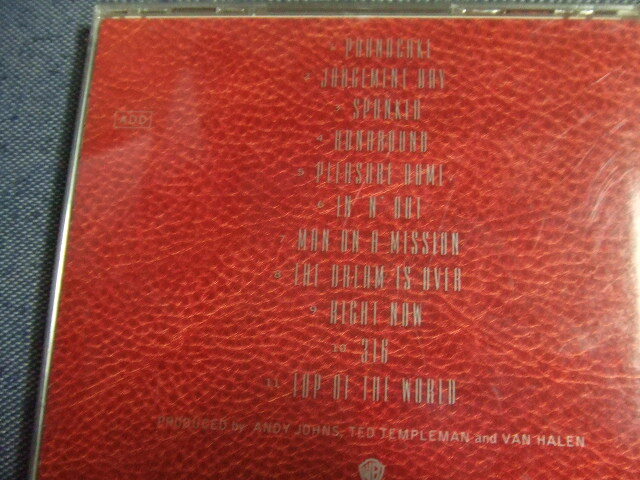 1 POUNDCAKE
2 JUDGEMENT DAY
3 SPANKED
4 RUNAROUND
5 PLEASURE DOME
6 IN 'N' OUT
7 MAN ON A MISSION
8 THE DREAM IS OVER
9 RIGHT NOW
10 316
11 TOP OF THE WORLD
ADD
PRODUCED by ANDY JOHNS, TED TEMPLEMAN and VAN HALEN